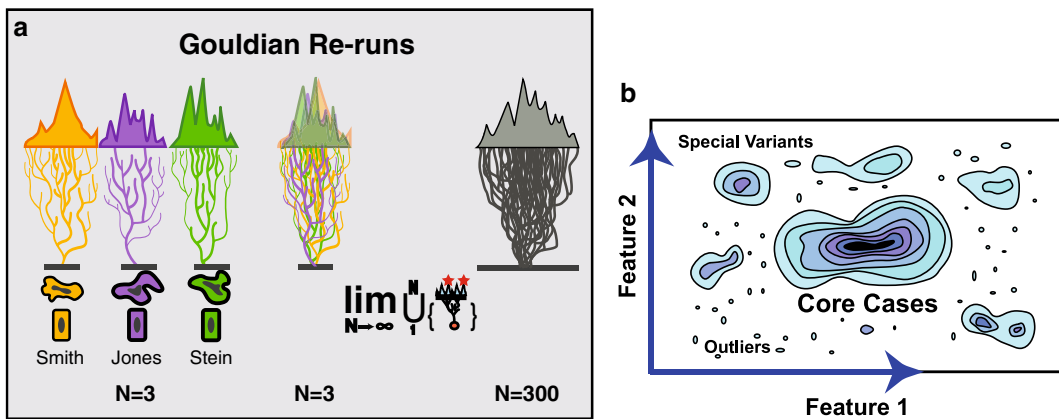 a
Gouldian Re-runs
Smith
Jones
Stein
lim
N→∞
N
∪
1
{ }
N=3
N=3
N=300
b
Special Variants
Feature 2
Core Cases
Outliers
Feature 1